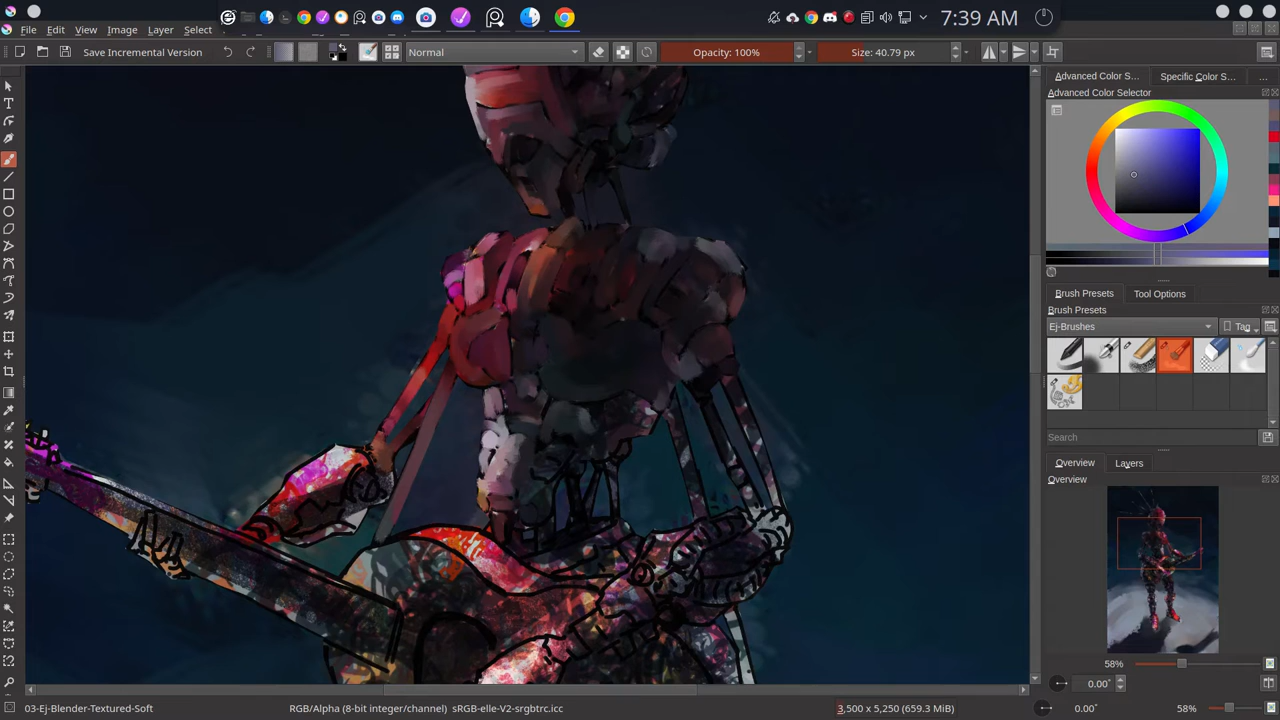 7:39 AM
File Edit View Image Layer Select
Save Incremental Version
Normal
Opacity: 100%
Size: 40.79 px
Advanced Color S...
Specific Color S...
...
Advanced Color Selector
Brush Presets
Tool Options
Brush Presets
Ej-Brushes
Tag
Search
Overview
Layers
Overview
58%
0.00°
03-Ej-Blender-Textured-Soft
RGB/Alpha (8-bit integer/channel) sRGB-elle-V2-srgbtrc.icc
3,500 x 5,250 (659.3 MiB)
0.00°
58%